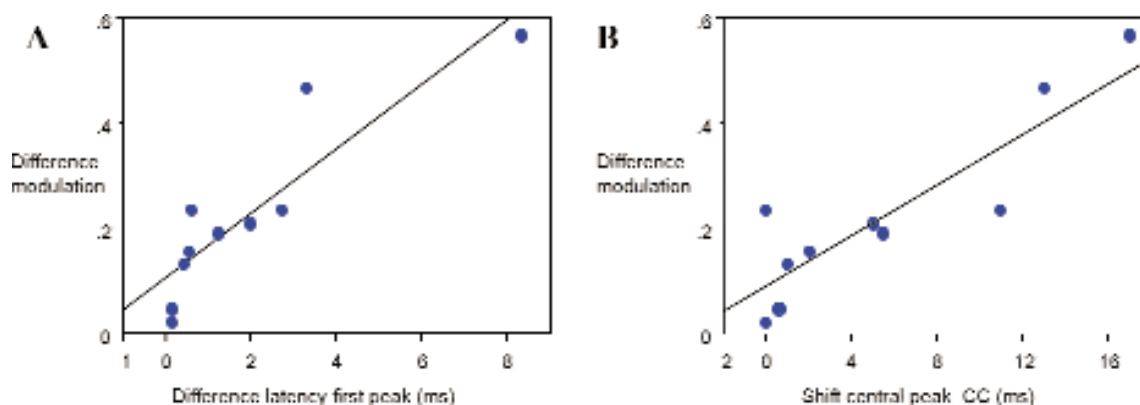 A
B
.6
.4
.2
0
Difference
modulation
1 0 2 4 6 8
Difference latency first peak (ms)
.6
.4
.2
0
Difference
modulation
2 0 4 8 12 16
Shift central peak CC (ms)